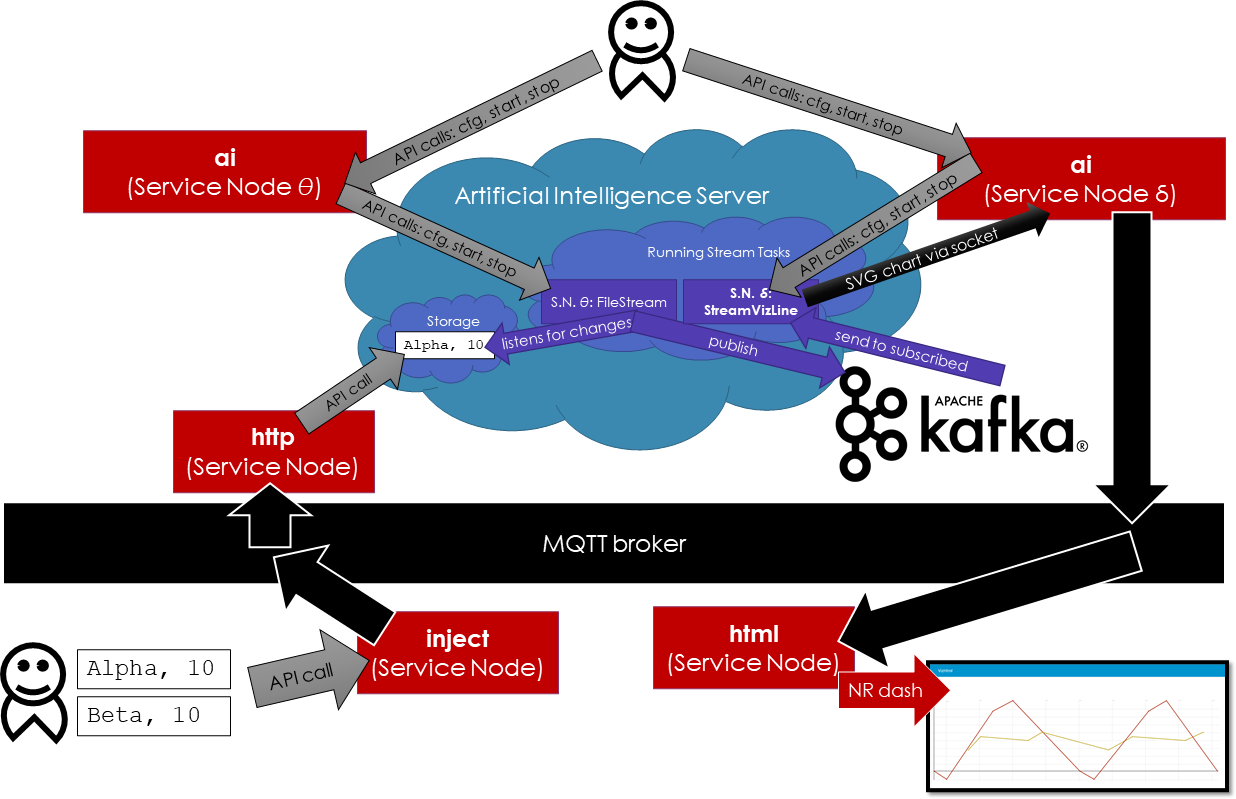 API calls: cfg, start, stop
API calls: cfg, start, stop
ai
(Service Node θ)
ai
(Service Node δ)
Artificial Intelligence Server
API calls: cfg, start, stop
API calls: cfg, start, stop
SVG chart via socket
Running Stream Tasks
S.N. θ: FileStream
S.N. δ:
StreamVizLine
Storage
Alpha, 10
listens for changes
publish
send to subscribed
API call
APACHE
kafka®
http
(Service Node)
MQTT broker
inject
(Service Node)
html
(Service Node)
Alpha, 10
Beta, 10
API call
NR dash